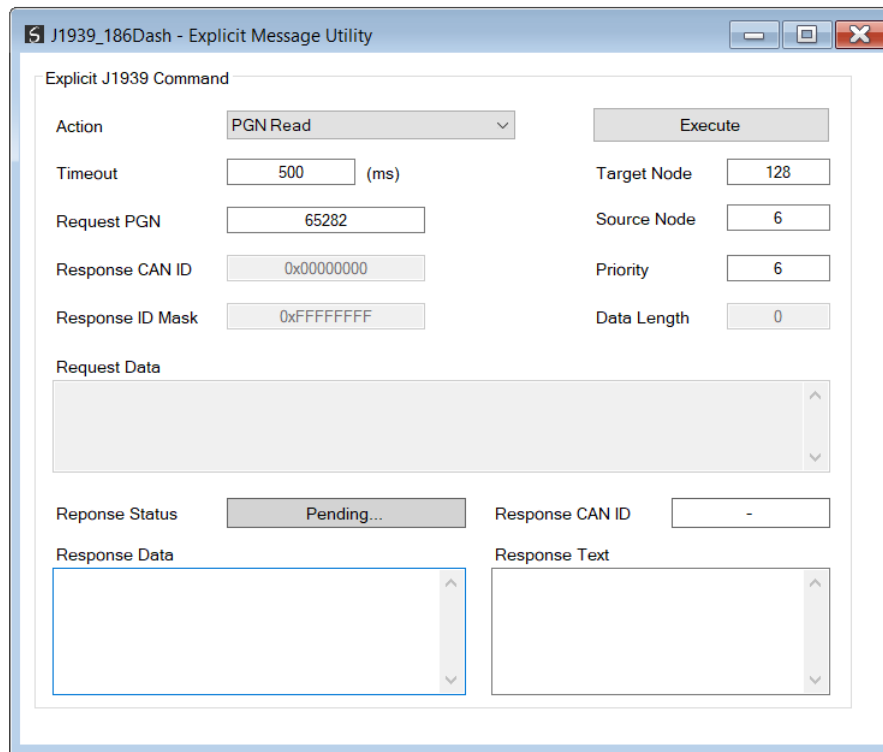 J1939_186Dash - Explicit Message Utility
Explicit J1939 Command
Action PGN Read Execute
Timeout 500 (ms) Target Node 128
Request PGN 65282 Source Node 6
Response CAN ID 0x00000000 Priority 6
Response ID Mask 0xFFFFFFFF Data Length 0
Request Data
Reponse Status Pending... Response CAN ID -
Response Data Response Text